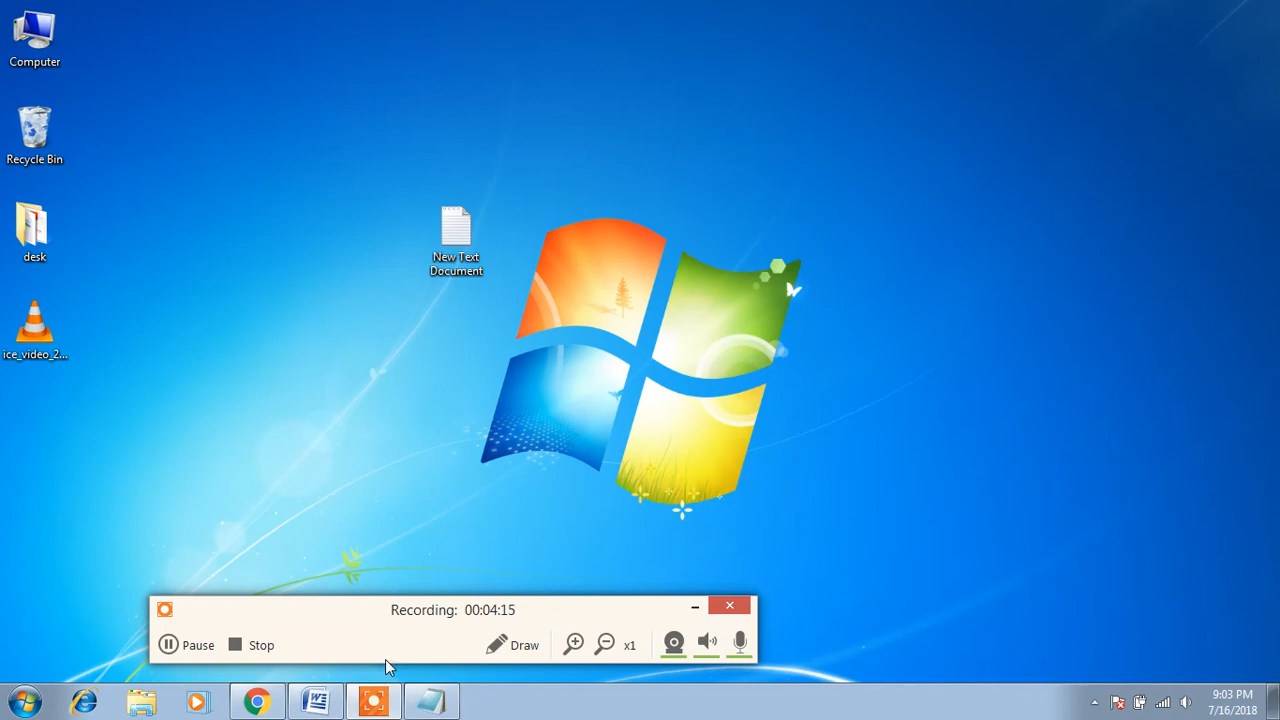 Computer
Recycle Bin
desk
ice_video_2...
New Text
Document
Recording: 00:04:15
Pause
Stop
Draw
x1
9:03 PM
7/16/2018